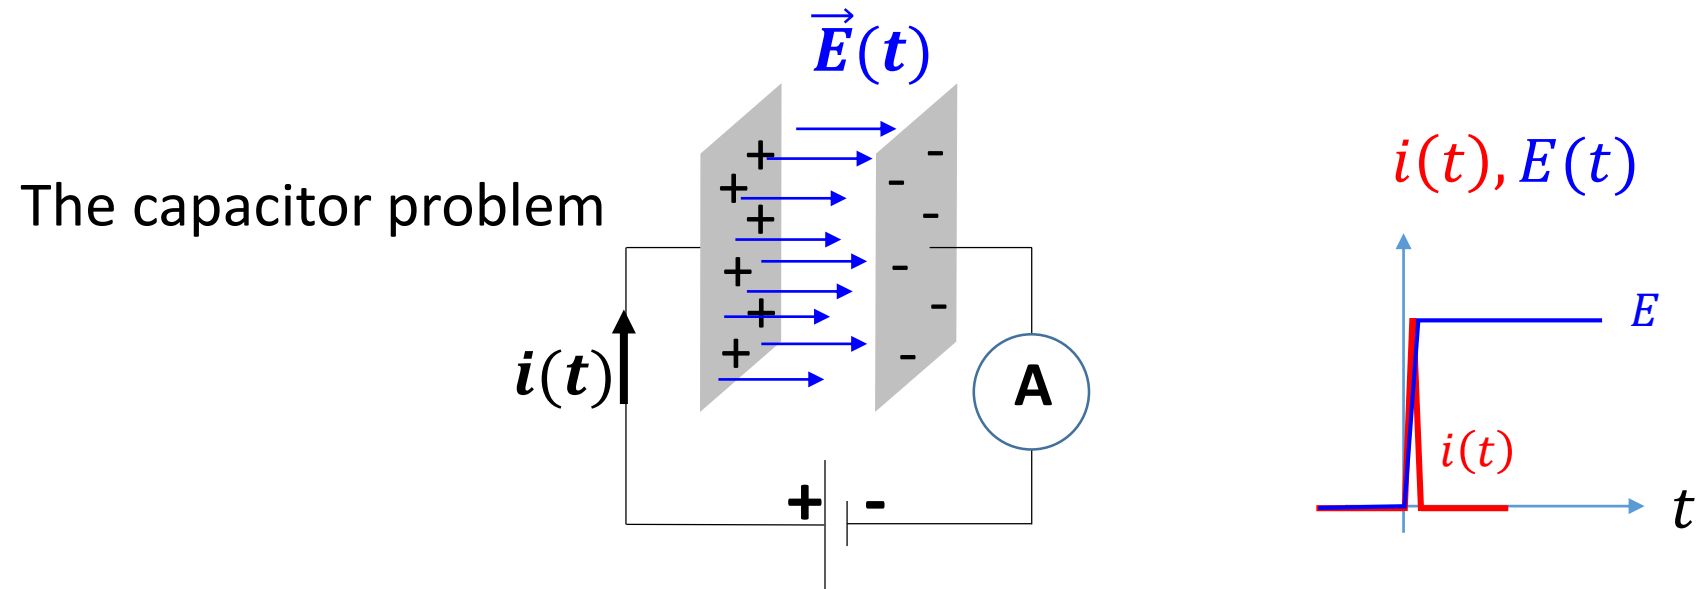 E(t)
i(t), E(t)
The capacitor problem
+ -
+ -
+ -
+ -
+ -
+ -
E
i(t)
A
i(t)
+ -
t